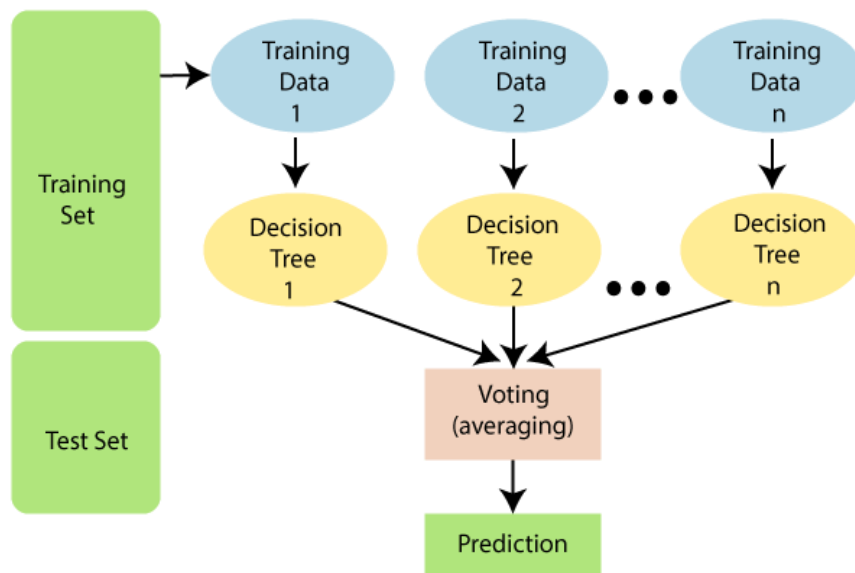 Training
Set
Test Set
Training
Data
1
Training
Data
2
Training
Data
n
Decision
Tree
1
Decision
Tree
2
Decision
Tree
n
Voting
(averaging)
Prediction